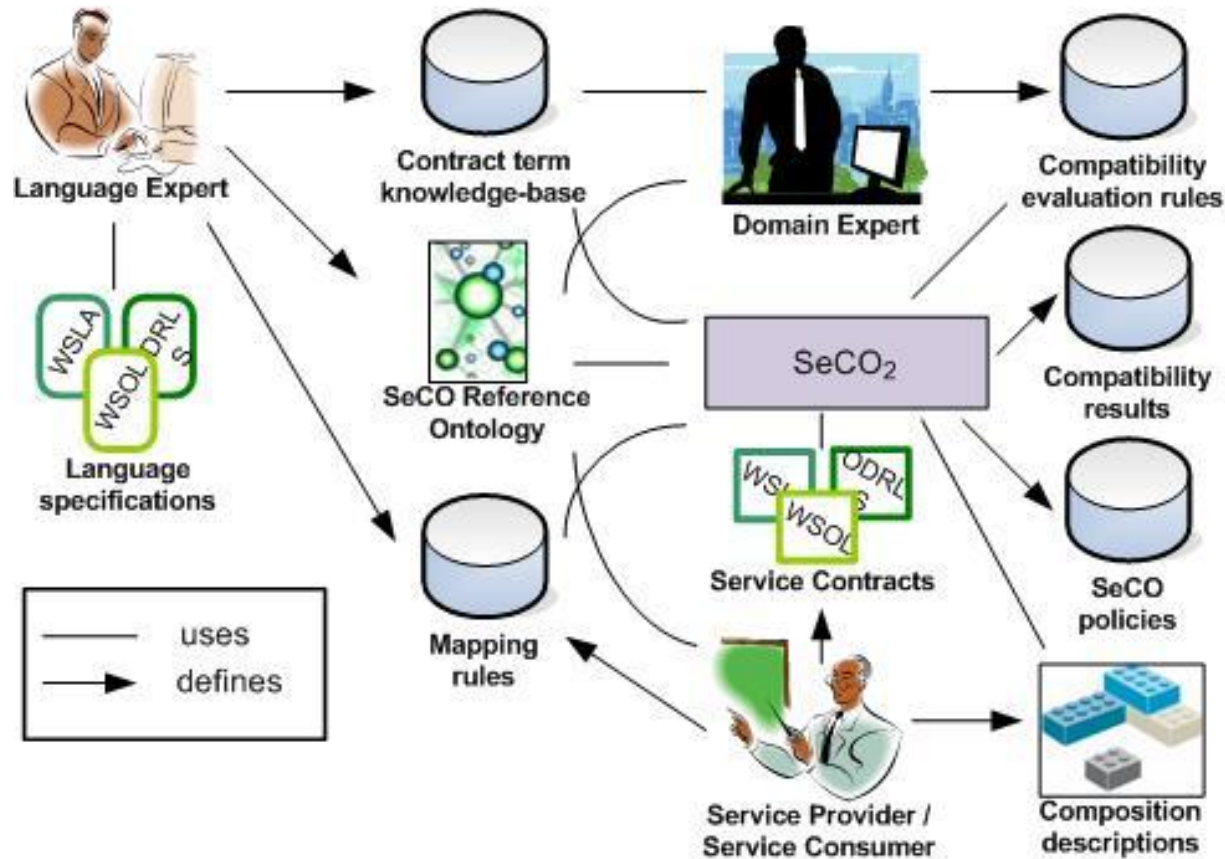 Language Expert
Contract term
knowledge-base
Domain Expert
Compatibility
evaluation rules
WSLA
ODRL
S
WSOL
Language
specifications
SeCO Reference
Ontology
SeCO₂
Compatibility
results
ODRL
S
WSOL
Service Contracts
SeCO
policies
Mapping
rules
uses
defines
Service Provider /
Service Consumer
Composition
descriptions